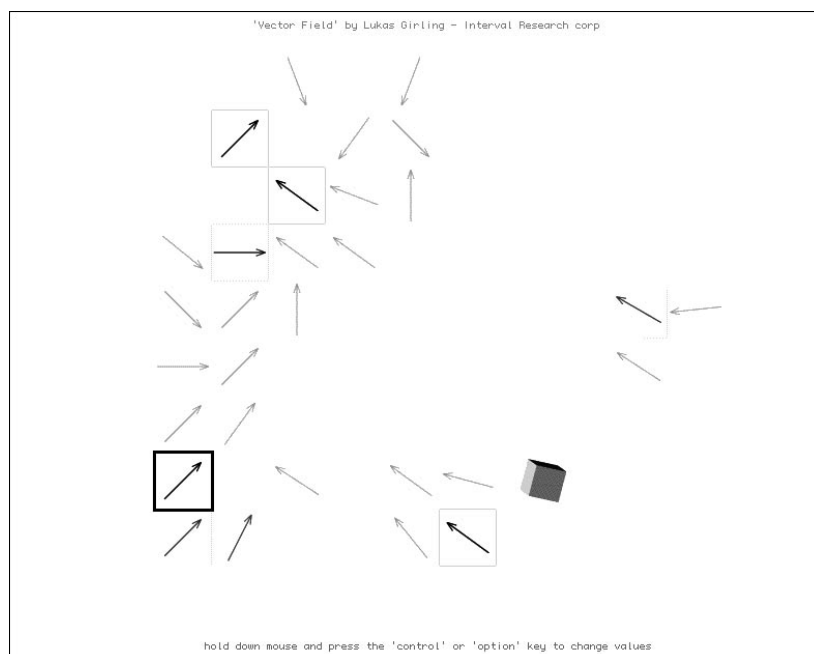 'Vector Field' by Lukas Girling - Interval Research corp
hold down mouse and press the 'control' or 'option' key to change values